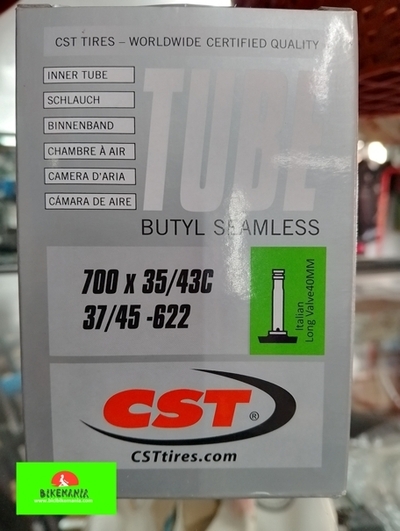 CST TIRES – WORLDWIDE CERTIFIED QUALITY
INNER TUBE
SCHLAUCH
BINNENBAND
CHAMBRE À AIR
CAMERA D'ARIA
CÁMARA DE AIRE
TUBE
BUTYL SEAMLESS
700 x 35/43C
37/45 -622
Italian
Long Valve40MM
CST®
CSTtires.com
BIKEMANIA